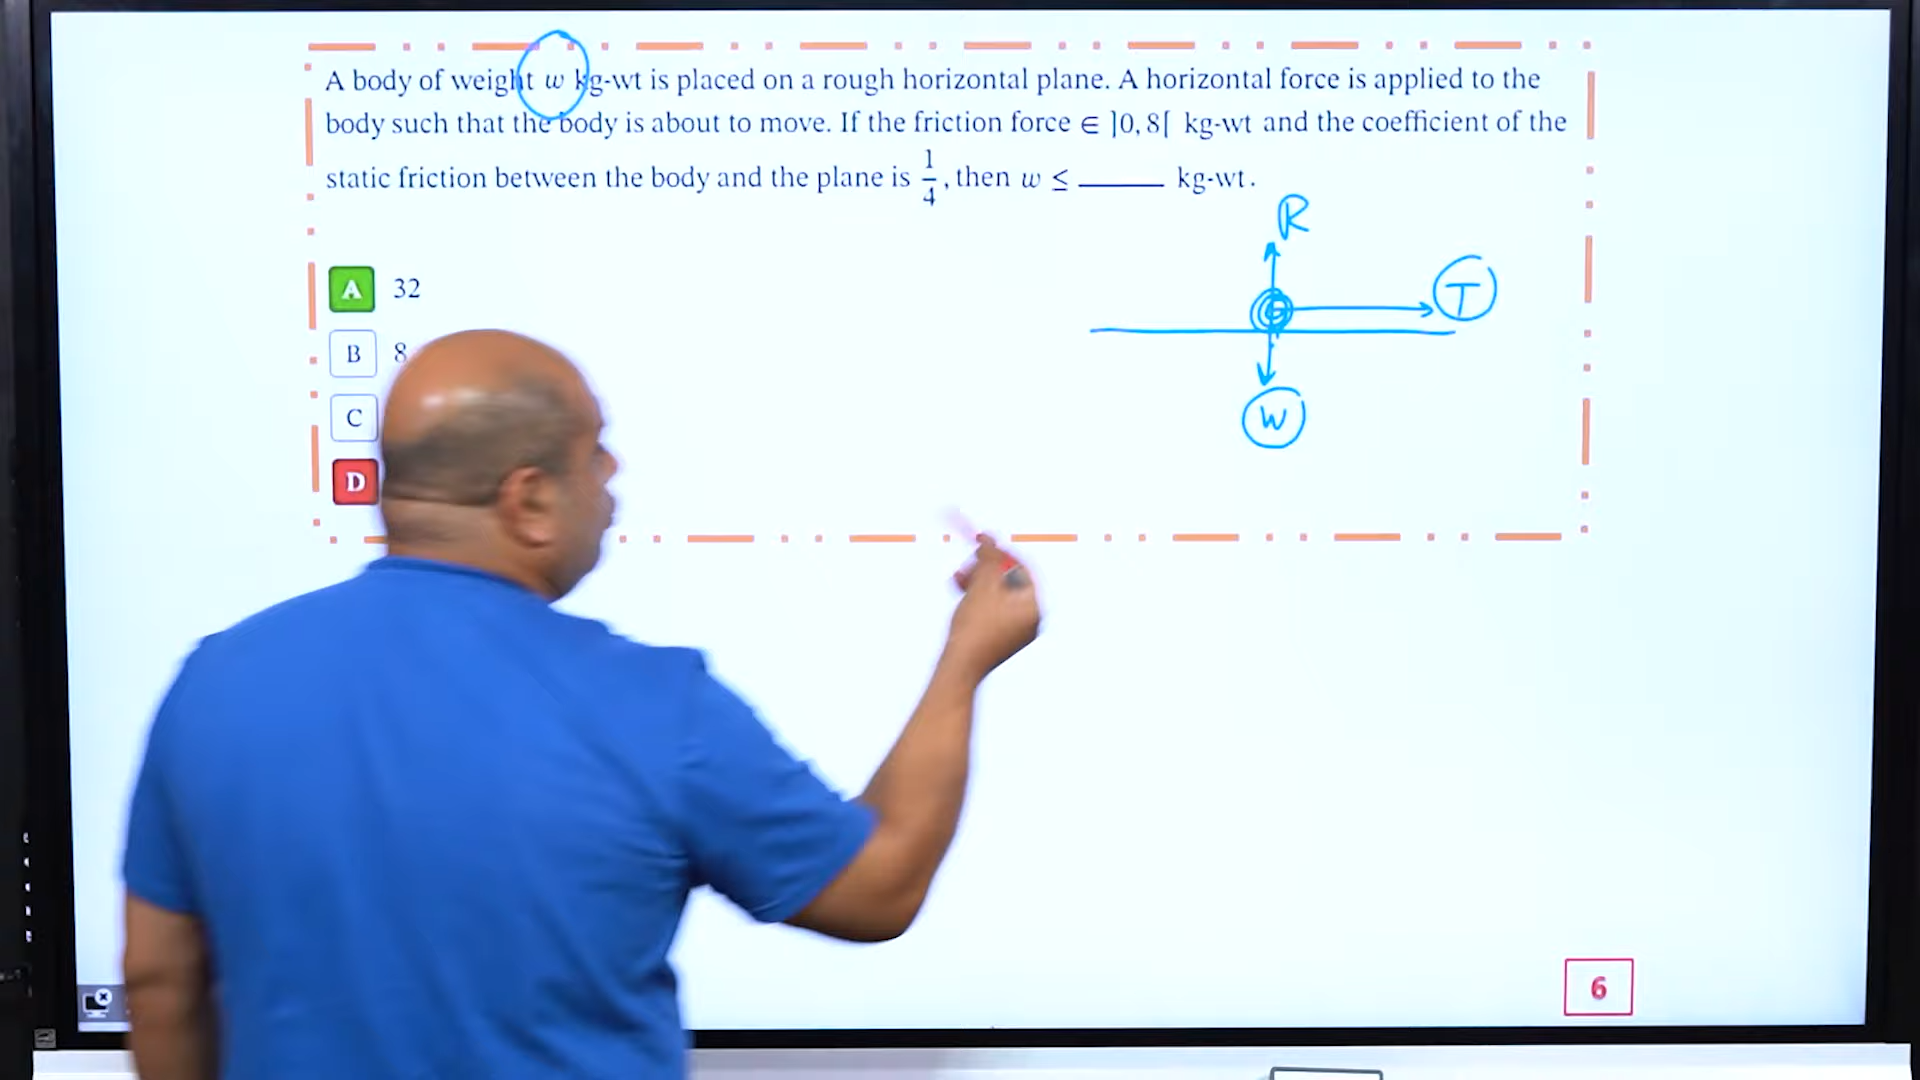 A body of weight w kg-wt is placed on a rough horizontal plane. A horizontal force is applied to the
body such that the body is about to move. If the friction force ∈ ]0, 8[ kg-wt and the coefficient of the
static friction between the body and the plane is 1/4, then w ≤ ______ kg-wt.
R
A 32
T
B 8
C
W
D
6